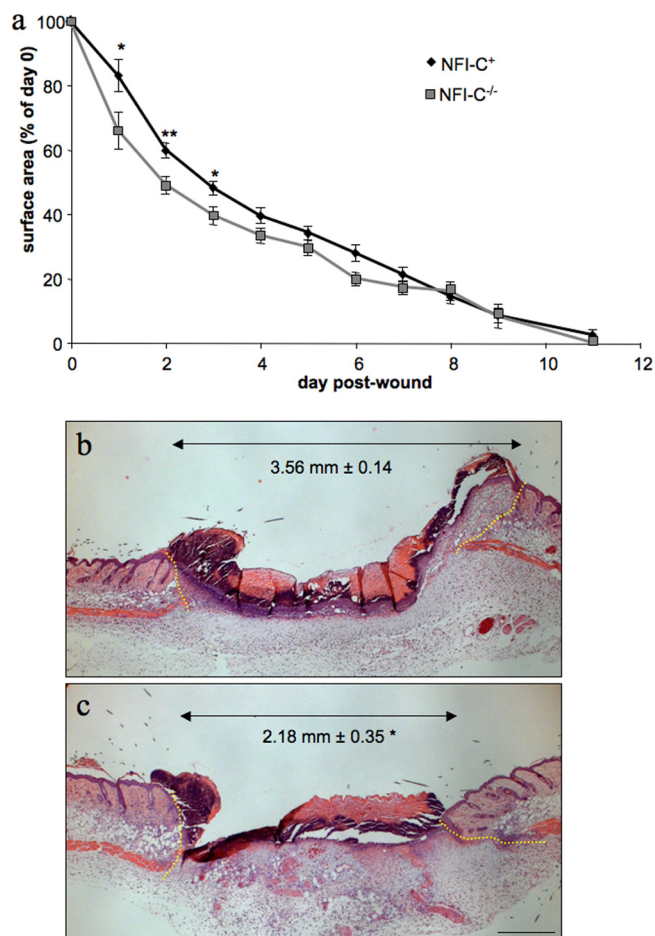 a
surface area (% of day 0)
100
80
60
40
20
0
*
**
*
NFI-C⁺
NFI-C⁻/⁻
0 2 4 6 8 10 12
day post-wound
b
3.56 mm ± 0.14
c
2.18 mm ± 0.35 *